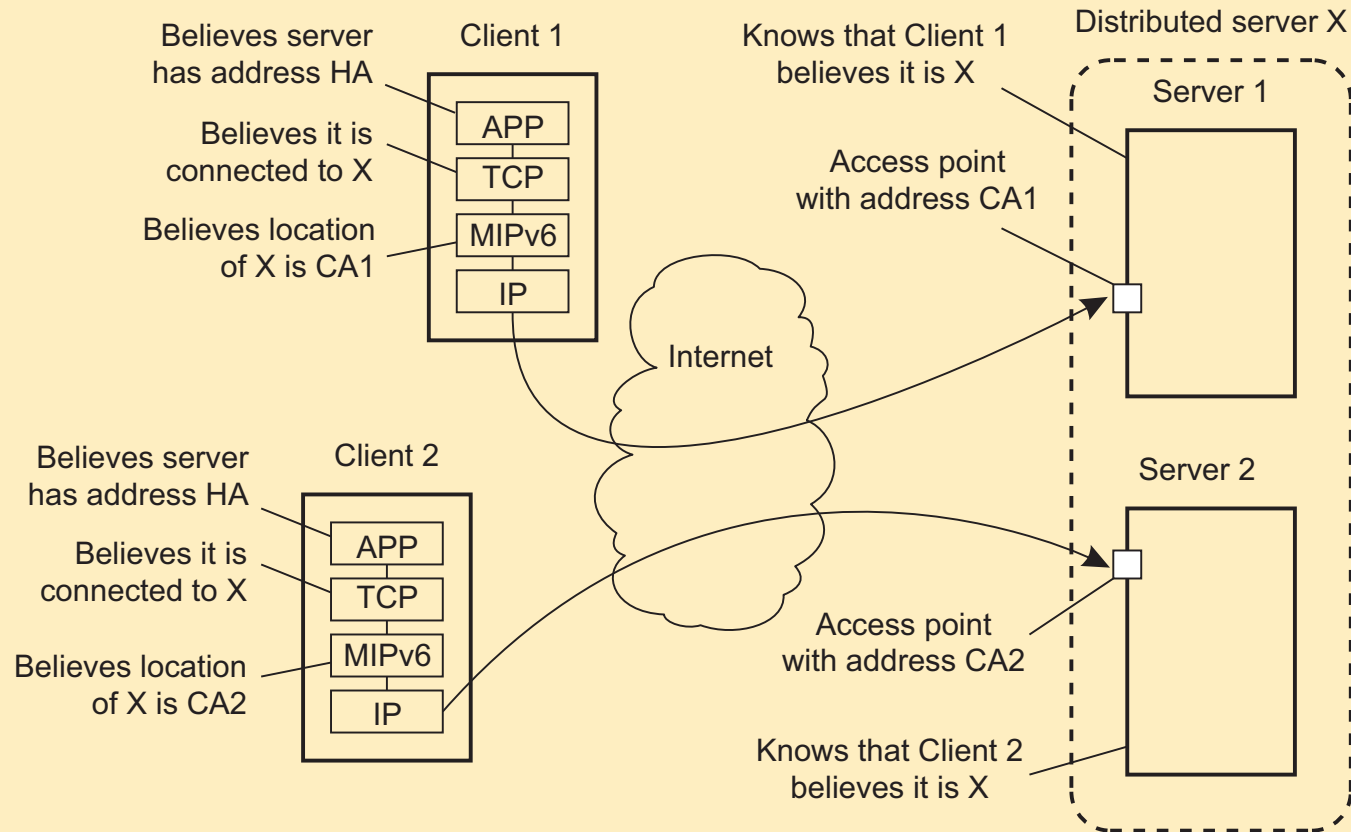 Distributed server X
Believes server
has address HA
Client 1
Knows that Client 1
believes it is X
Server 1
APP
Believes it is
connected to X
TCP
Access point
with address CA1
Believes location
of X is CA1
MIPv6
IP
Internet
Believes server
has address HA
Client 2
Server 2
APP
Believes it is
connected to X
TCP
Access point
with address CA2
Believes location
of X is CA2
MIPv6
IP
Knows that Client 2
believes it is X